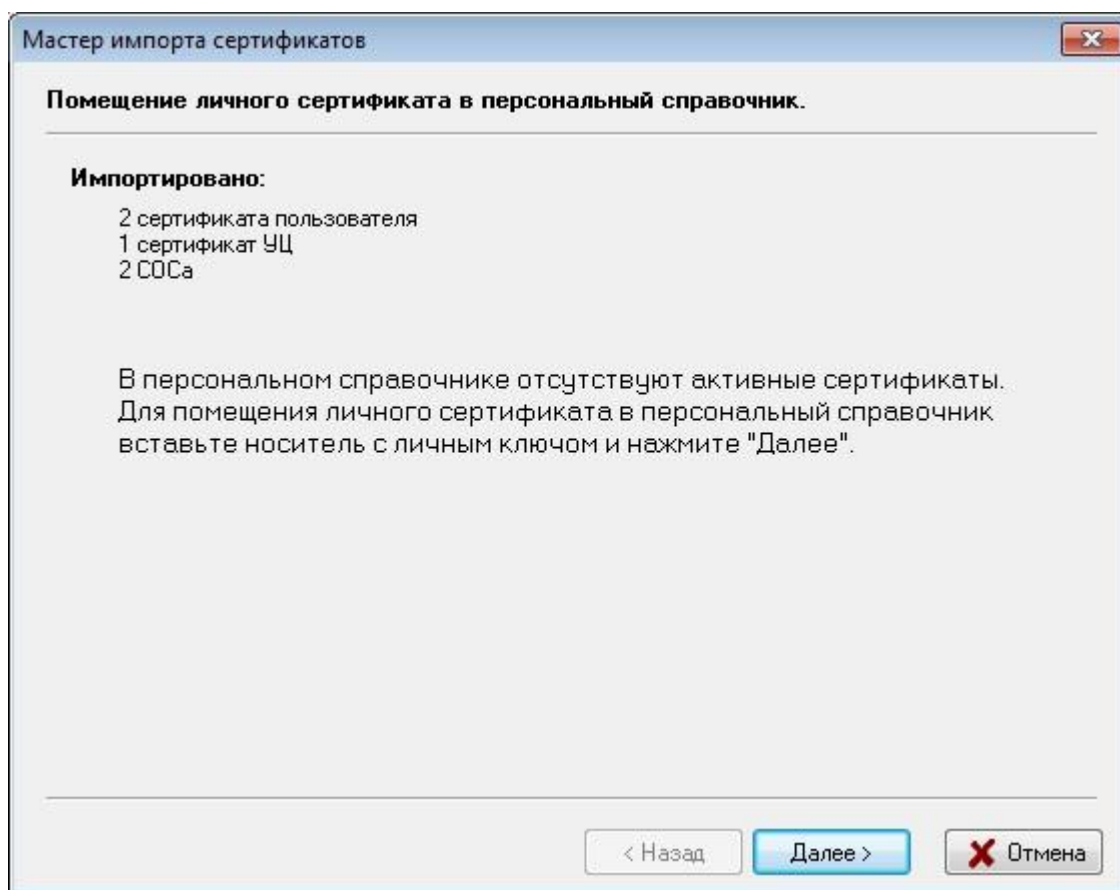 Мастер импорта сертификатов
Помещение личного сертификата в персональный справочник.
Импортировано:
2 сертификата пользователя
1 сертификат УЦ
2 СОСа
В персональном справочнике отсутствуют активные сертификаты.
Для помещения личного сертификата в персональный справочник
вставьте носитель с личным ключом и нажмите "Далее".
< Назад
Далее >
Отмена